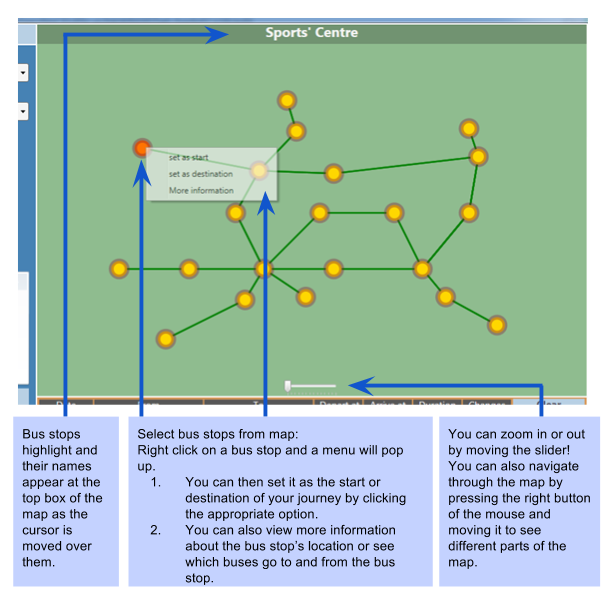 Sports' Centre
set as start
set as destination
More information
Bus stops
highlight and
their names
appear at the
top box of the
map as the
cursor is
moved over
them.
Select bus stops from map:
Right click on a bus stop and a menu will pop
up.
1. You can then set it as the start or
destination of your journey by clicking
the appropriate option.
2. You can also view more information
about the bus stop's location or see
which buses go to and from the bus
stop.
You can zoom in or out
by moving the slider!
You can also navigate
through the map by
pressing the right button
of the mouse and
moving it to see
different parts of the
map.